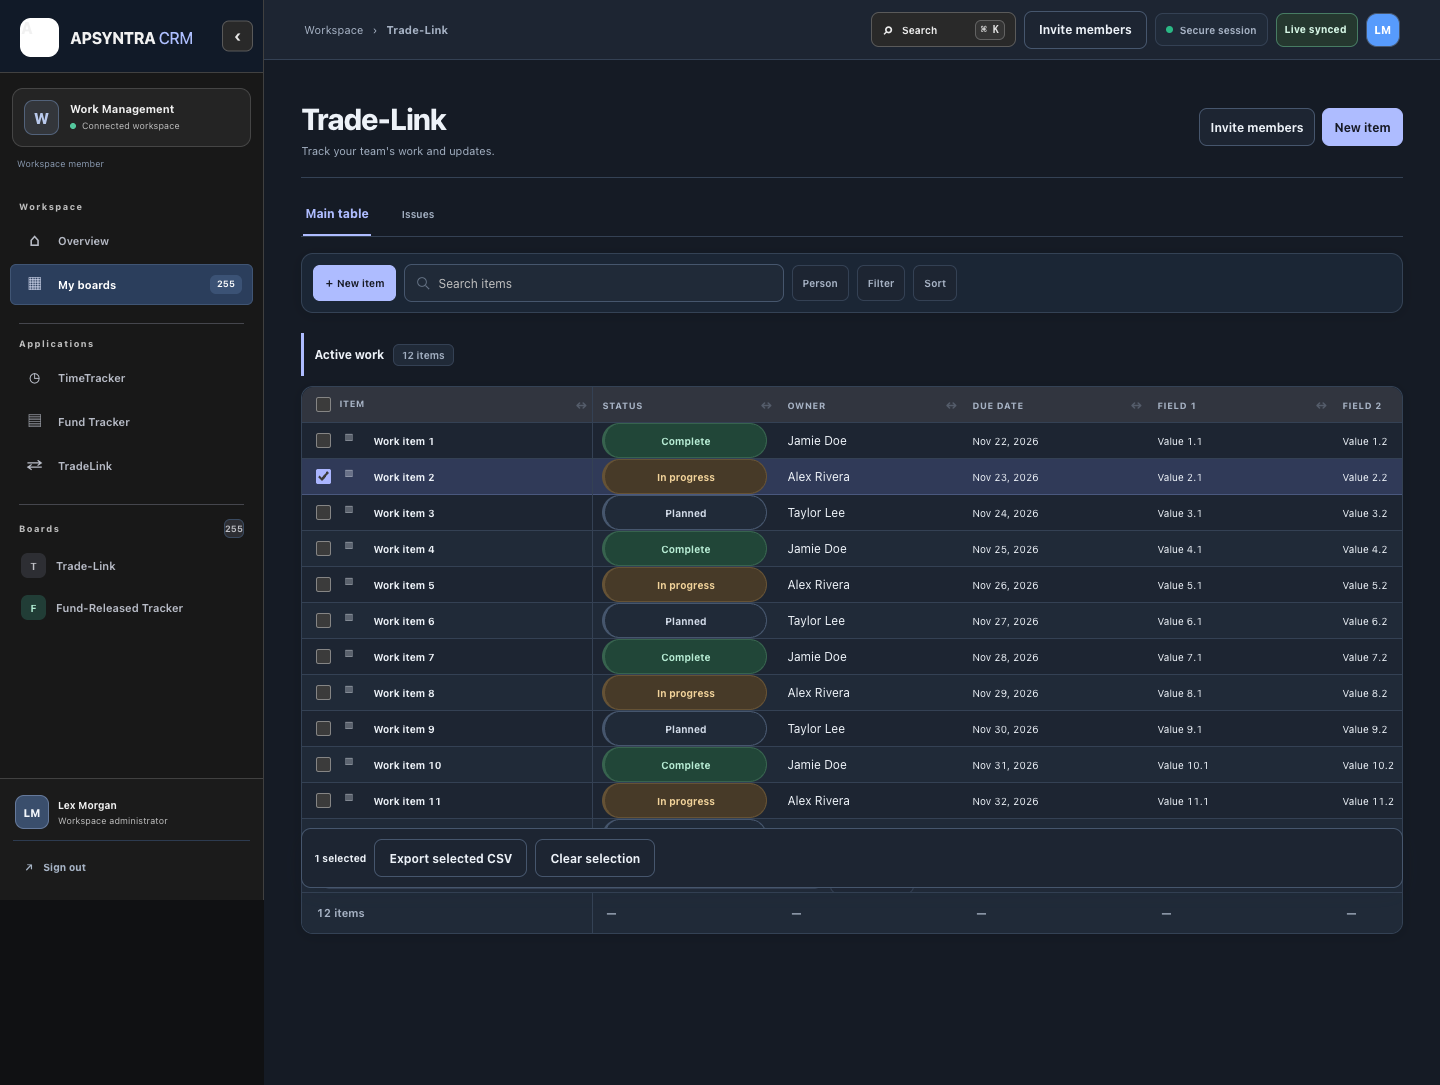 APSYNTRA CRM
Workspace › Trade-Link
Search ⌘ K
Invite members
Secure session
Live synced
LM
W
Work Management
Connected workspace
Workspace member
Workspace
Overview
My boards 255
Applications
TimeTracker
Fund Tracker
TradeLink
Boards 255
T Trade-Link
F Fund-Released Tracker
LM
Lex Morgan
Workspace administrator
Sign out
Trade-Link
Track your team's work and updates.
Invite members
New item
Main table
Issues
+ New item
Search items
Person
Filter
Sort
Active work 12 items
ITEM STATUS OWNER DUE DATE FIELD 1 FIELD 2
Work item 1 Complete Jamie Doe Nov 22, 2026 Value 1.1 Value 1.2
Work item 2 In progress Alex Rivera Nov 23, 2026 Value 2.1 Value 2.2
Work item 3 Planned Taylor Lee Nov 24, 2026 Value 3.1 Value 3.2
Work item 4 Complete Jamie Doe Nov 25, 2026 Value 4.1 Value 4.2
Work item 5 In progress Alex Rivera Nov 26, 2026 Value 5.1 Value 5.2
Work item 6 Planned Taylor Lee Nov 27, 2026 Value 6.1 Value 6.2
Work item 7 Complete Jamie Doe Nov 28, 2026 Value 7.1 Value 7.2
Work item 8 In progress Alex Rivera Nov 29, 2026 Value 8.1 Value 8.2
Work item 9 Planned Taylor Lee Nov 30, 2026 Value 9.1 Value 9.2
Work item 10 Complete Jamie Doe Nov 31, 2026 Value 10.1 Value 10.2
Work item 11 In progress Alex Rivera Nov 32, 2026 Value 11.1 Value 11.2
1 selected
Export selected CSV
Clear selection
12 items — — — — —